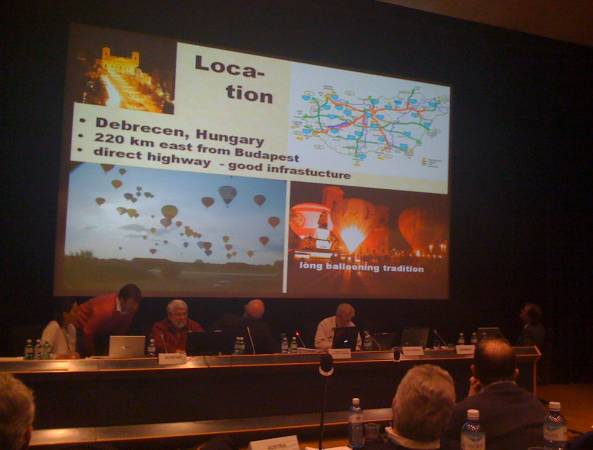 Loca-
tion
• Debrecen, Hungary
• 220 km east from Budapest
• direct highway - good infrastucture
long ballooning tradition